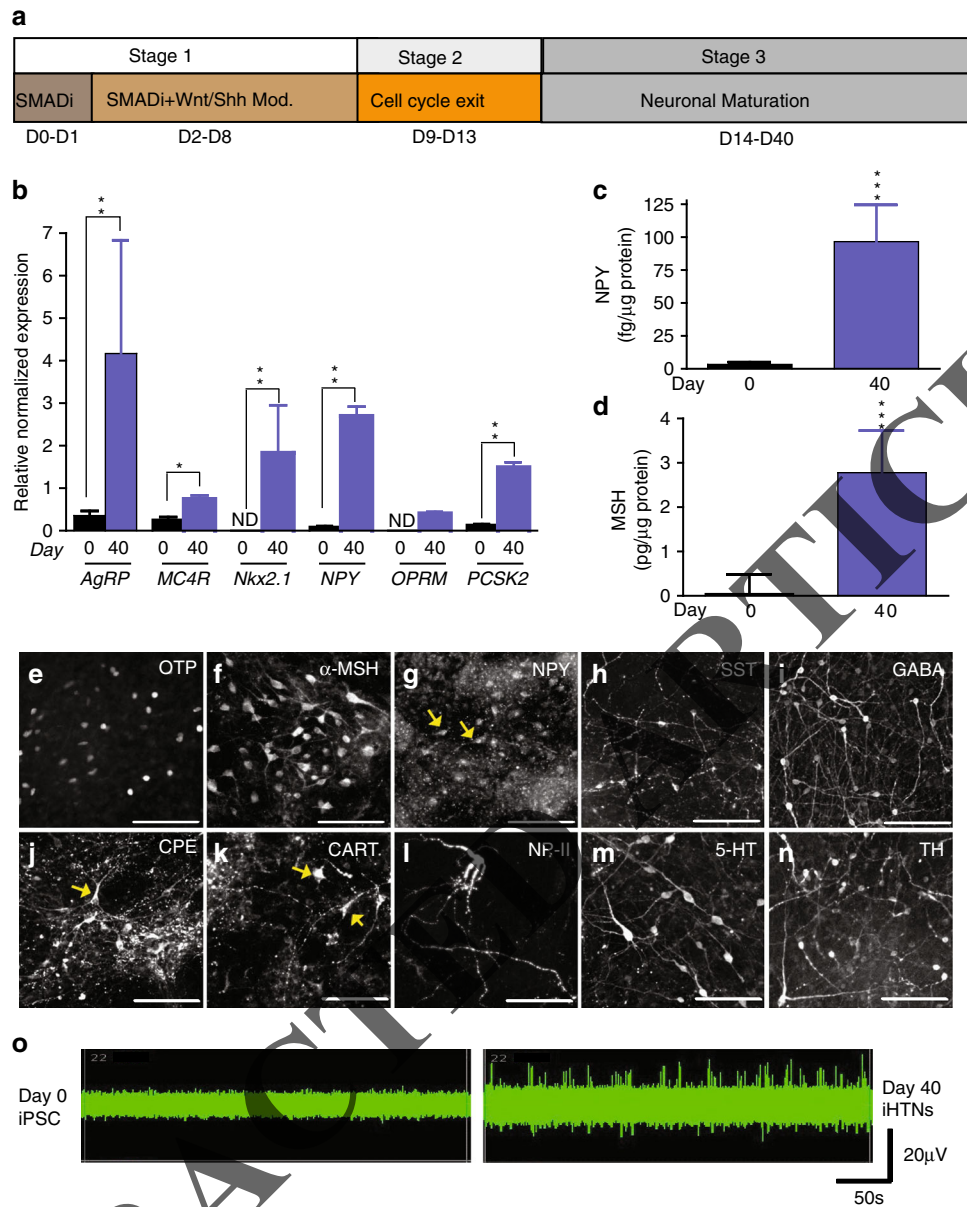 a
Stage 1
Stage 2
Stage 3
SMADi
SMADi+Wnt/Shh Mod.
Cell cycle exit
Neuronal Maturation
D0-D1
D2-D8
D9-D13
D14-D40
b
Relative normalized expression
7
6
5
4
3
2
1
0
**
*
**
**
ND
ND
**
Day
0 40 0 40 0 40 0 40 0 40 0 40
AgRP MC4R Nkx2.1 NPY OPRM PCSK2
c
NPY
(fg/μg protein)
125
100
75
50
25
0
***
Day 0 40
d
MSH
(pg/μg protein)
4
3
2
1
0
***
Day 0 40
e OTP
f α-MSH
g NPY
h SST
i GABA
j CPE
k CART
l NP-II
m 5-HT
n TH
o
Day 0
iPSC
22
22
Day 40
iHTNs
20μV
50s
RACTED ARTICL